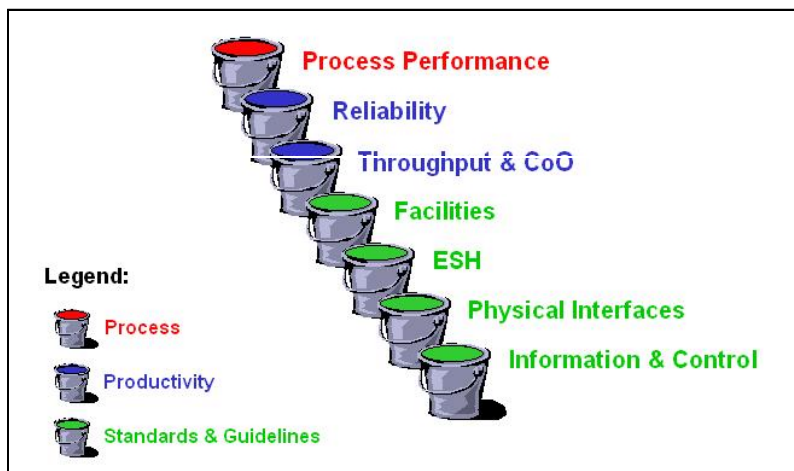 Process Performance
Reliability
Throughput & CoO
Facilities
ESH
Physical Interfaces
Information & Control
Legend:
Process
Productivity
Standards & Guidelines